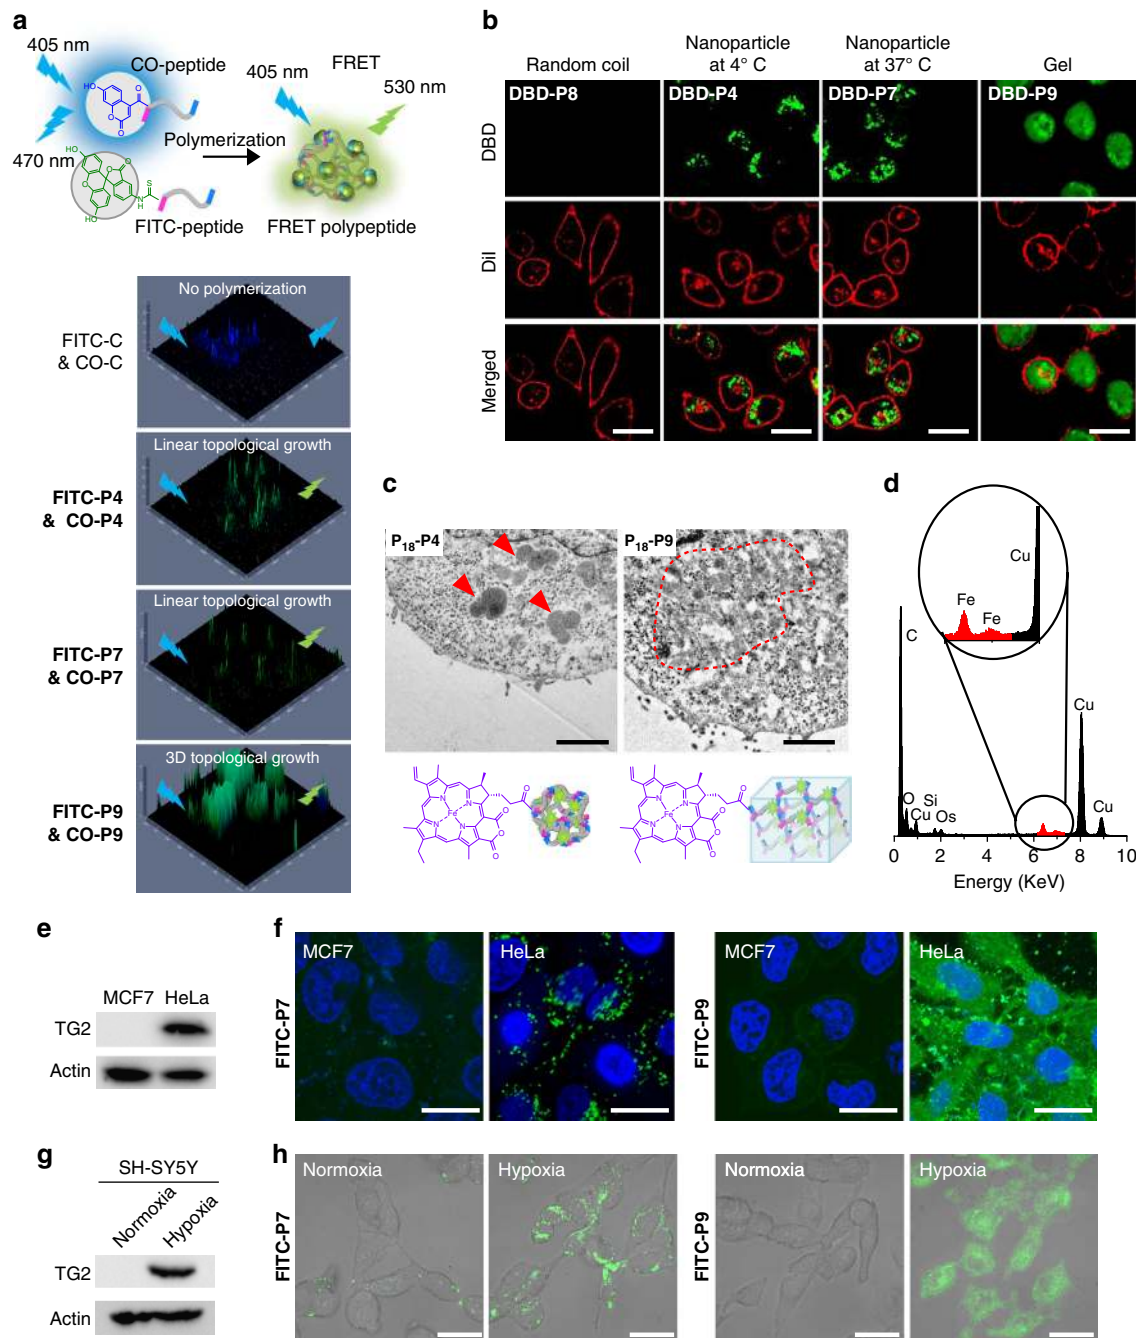 a
405 nm
CO-peptide
405 nm
FRET
530 nm
HO
O
O
O
470 nm
Polymerization
HO
O
O
O
S
N
H
HO
FITC-peptide
FRET polypeptide
No polymerization
FITC-C
& CO-C
Linear topological growth
FITC-P4
& CO-P4
Linear topological growth
FITC-P7
& CO-P7
3D topological growth
FITC-P9
& CO-P9
b
Random coil
Nanoparticle
at 4° C
Nanoparticle
at 37° C
Gel
DBD-P8
DBD-P4
DBD-P7
DBD-P9
DBD
Dil
Merged
c
P18-P4
P18-P9
N
N
Fe
N
N
O
O
O
O
N
N
Fe
N
N
O
O
O
O
d
Cu
Fe
Fe
C
Cu
O
Si
Cu
Os
Cu
0
2
4
6
8
10
Energy (KeV)
e
MCF7 HeLa
TG2
Actin
f
MCF7
HeLa
MCF7
HeLa
FITC-P7
FITC-P9
g
SH-SY5Y
Normoxia
Hypoxia
TG2
Actin
h
Normoxia
Hypoxia
Normoxia
Hypoxia
FITC-P7
FITC-P9